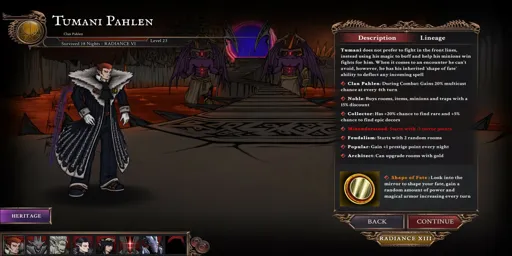 Tumani Pahlen
Clan Pahlen
Survived 18 Nights - RADIANCE VI
Level 23
Description
Lineage
Tumani does not prefer to fight in the front lines,
instead using his magic to buff and help his minions win
fights for him. When it comes to an encounter he can't
avoid, however, he has his inherited 'shape of fate'
ability to deflect any incoming spell
Clan Pahlen: During Combat: Gains 20% multicast
chance at every 4th turn
Noble: Buys rooms, items, minions and traps with a
15% discount
Collector: Has +20% chance to find rare and +5%
chance to find epic decors
Misunderstood: Starts with
Feudalism: Starts with 2 random rooms
Popular: Gain +1 prestige point every night
Architect: Can upgrade rooms with gold
Shape of Fate: Look into the
mirror to shape your fate, gain a
random amount of power and
magical armor increasing every turn
HERITAGE
BACK
CONTINUE
RADIANCE XIII